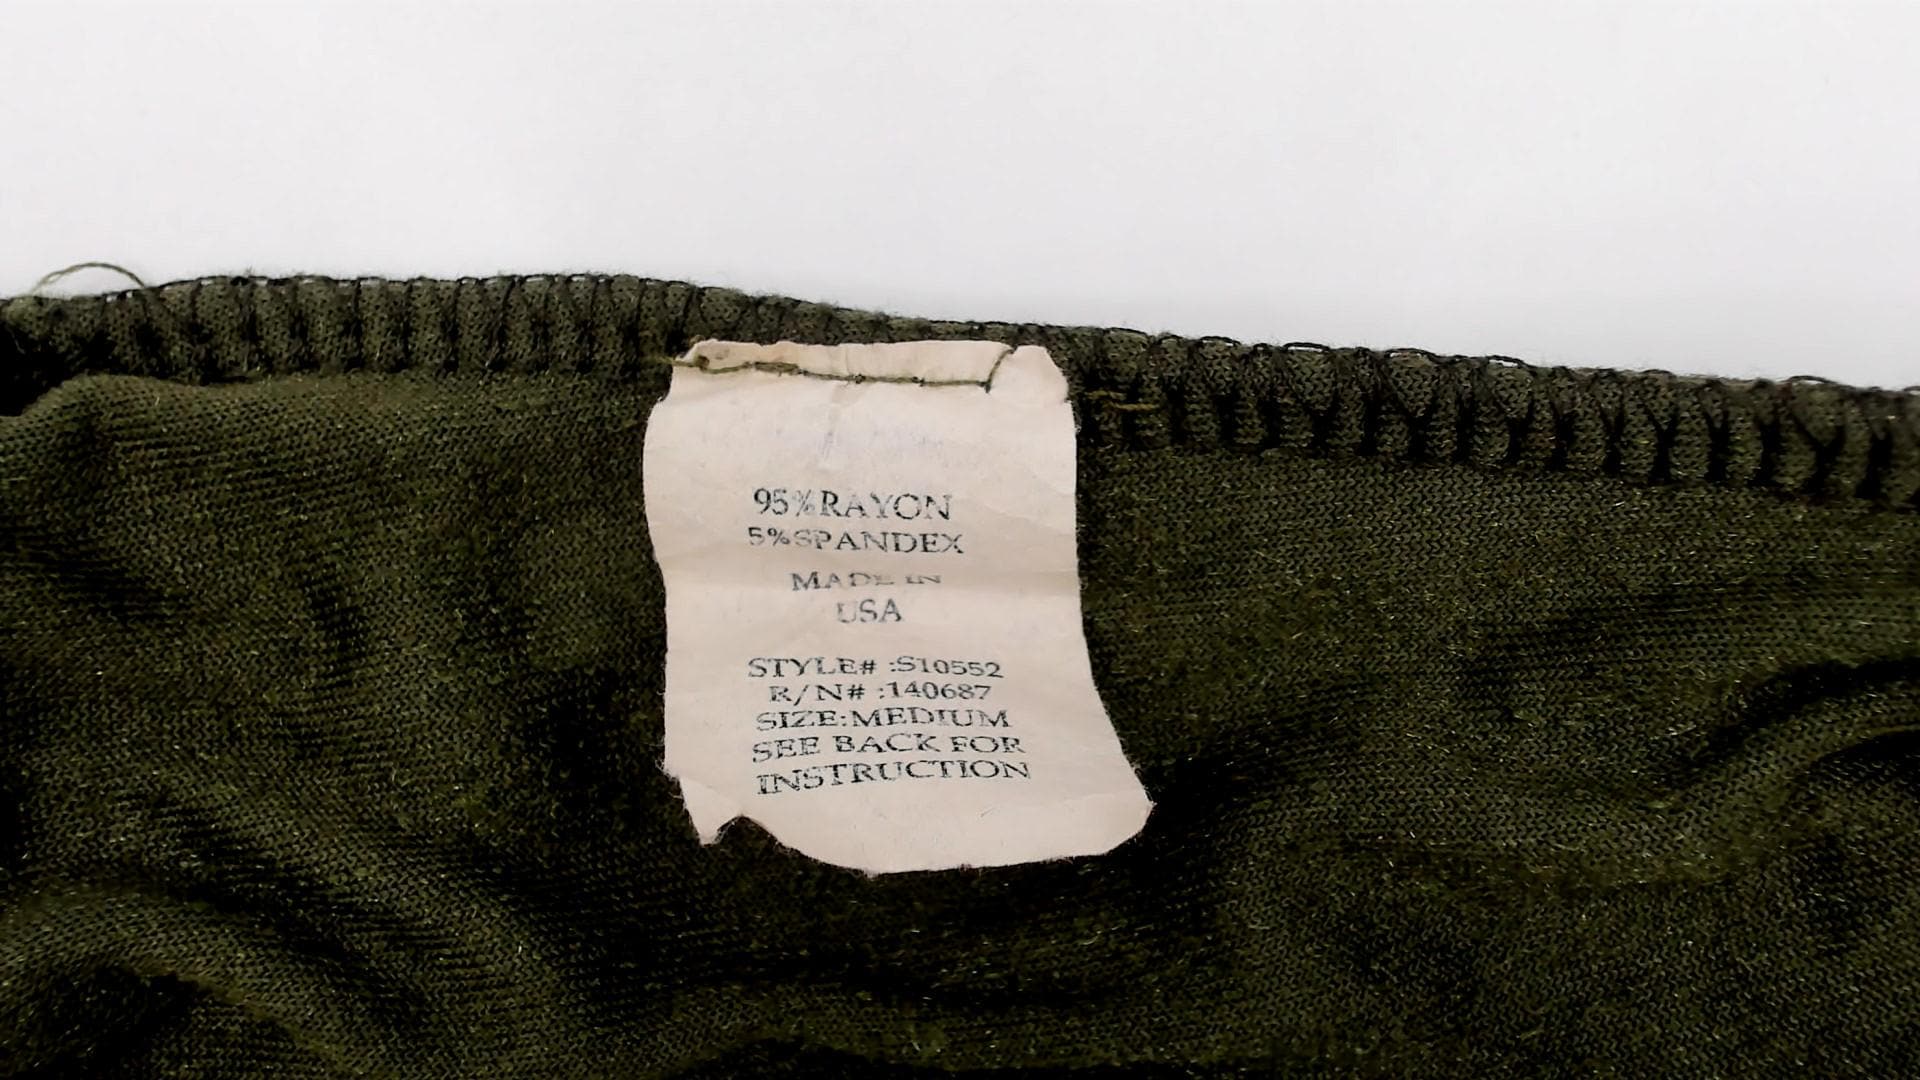 95%RAYON
5%SPANDEX
MADE IN
USA
STYLE# :S10552
R/N# :140687
SIZE:MEDIUM
SEE BACK FOR
INSTRUCTION